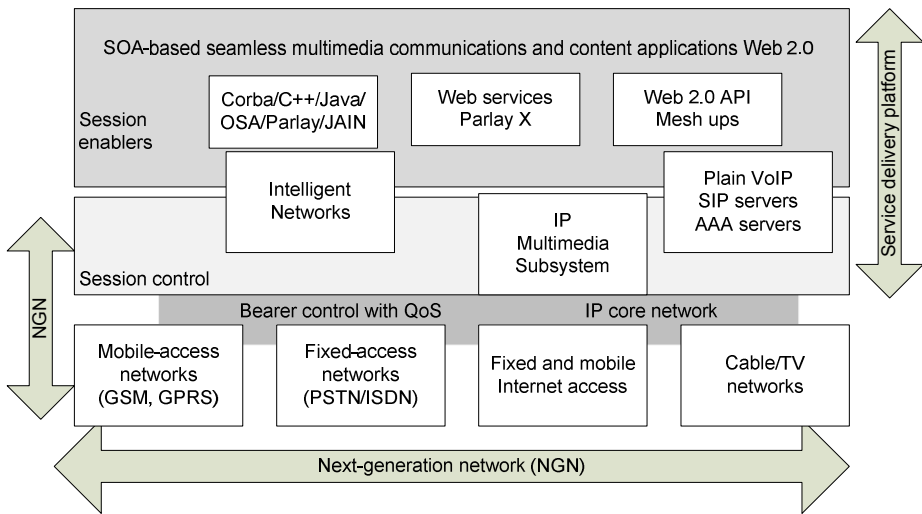 SOA-based seamless multimedia communications and content applications Web 2.0
Corba/C++/Java/
OSA/Parlay/JAIN
Web services
Parlay X
Web 2.0 API
Mesh ups
Session
enablers
Service delivery platform
Intelligent
Networks
IP
Multimedia
Subsystem
Plain VoIP
SIP servers
AAA servers
Session control
NGN
Bearer control with QoS
IP core network
Mobile-access
networks
(GSM, GPRS)
Fixed-access
networks
(PSTN/ISDN)
Fixed and mobile
Internet access
Cable/TV
networks
Next-generation network (NGN)